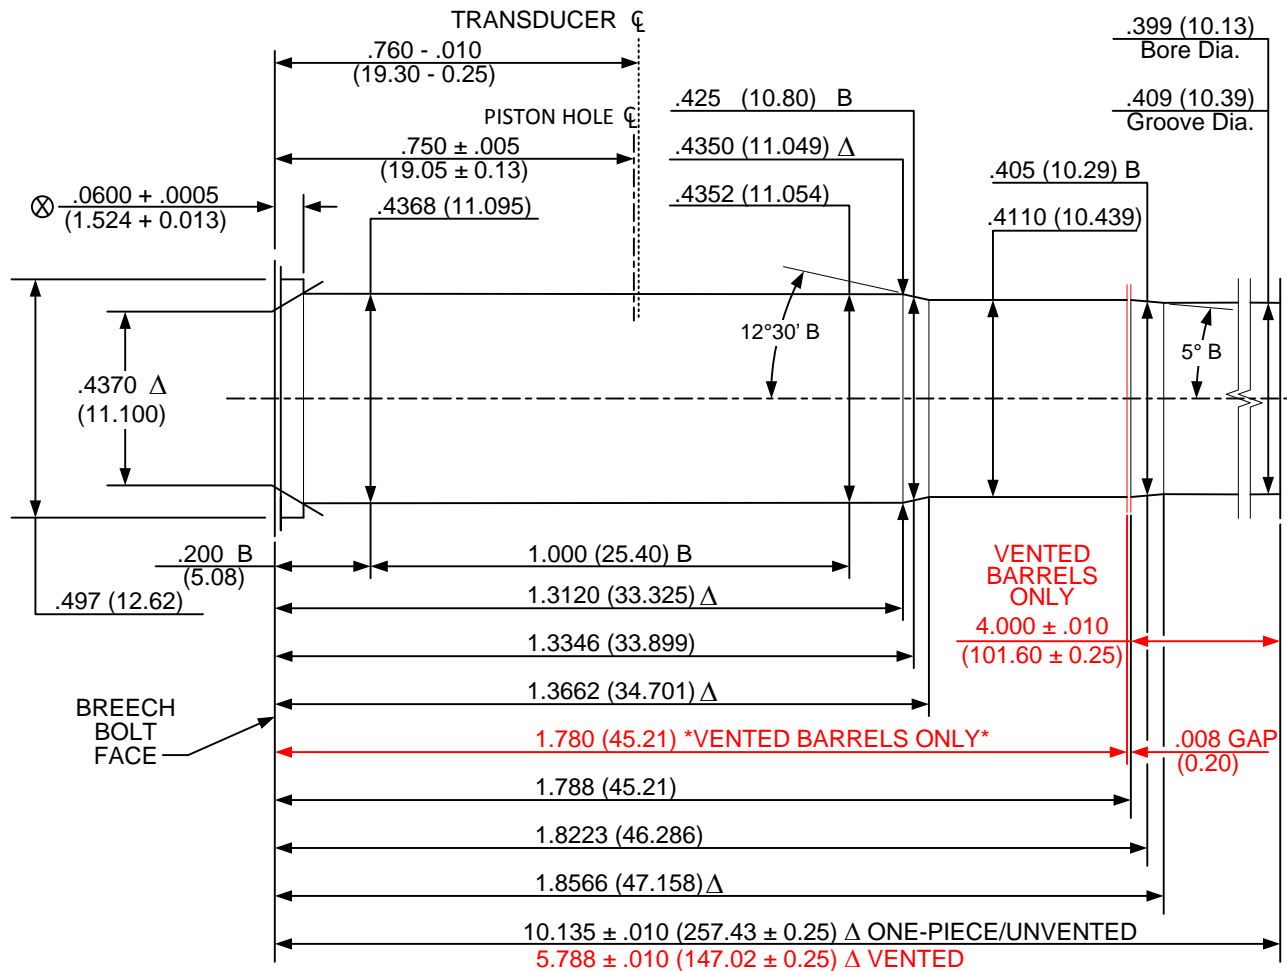 TRANSDUCER ℄
.760 - .010
(19.30 - 0.25)
PISTON HOLE ℄
.750 ± .005
(19.05 ± 0.13)
⊗ .0600 + .0005
(1.524 + 0.013)
.4368 (11.095)
.425 (10.80) B
.4350 (11.049) Δ
.4352 (11.054)
.399 (10.13)
Bore Dia.
.409 (10.39)
Groove Dia.
.405 (10.29) B
.4110 (10.439)
12°30' B
5° B
.4370 Δ
(11.100)
.200 B
(5.08)
1.000 (25.40) B
.497 (12.62)
1.3120 (33.325) Δ
VENTED
BARRELS
ONLY
4.000 ± .010
(101.60 ± 0.25)
1.3346 (33.899)
1.3662 (34.701) Δ
BREECH
BOLT
FACE
1.780 (45.21) *VENTED BARRELS ONLY*
.008 GAP
(0.20)
1.788 (45.21)
1.8223 (46.286)
1.8566 (47.158) Δ
10.135 ± .010 (257.43 ± 0.25) Δ ONE-PIECE/UNVENTED
5.788 ± .010 (147.02 ± 0.25) Δ VENTED